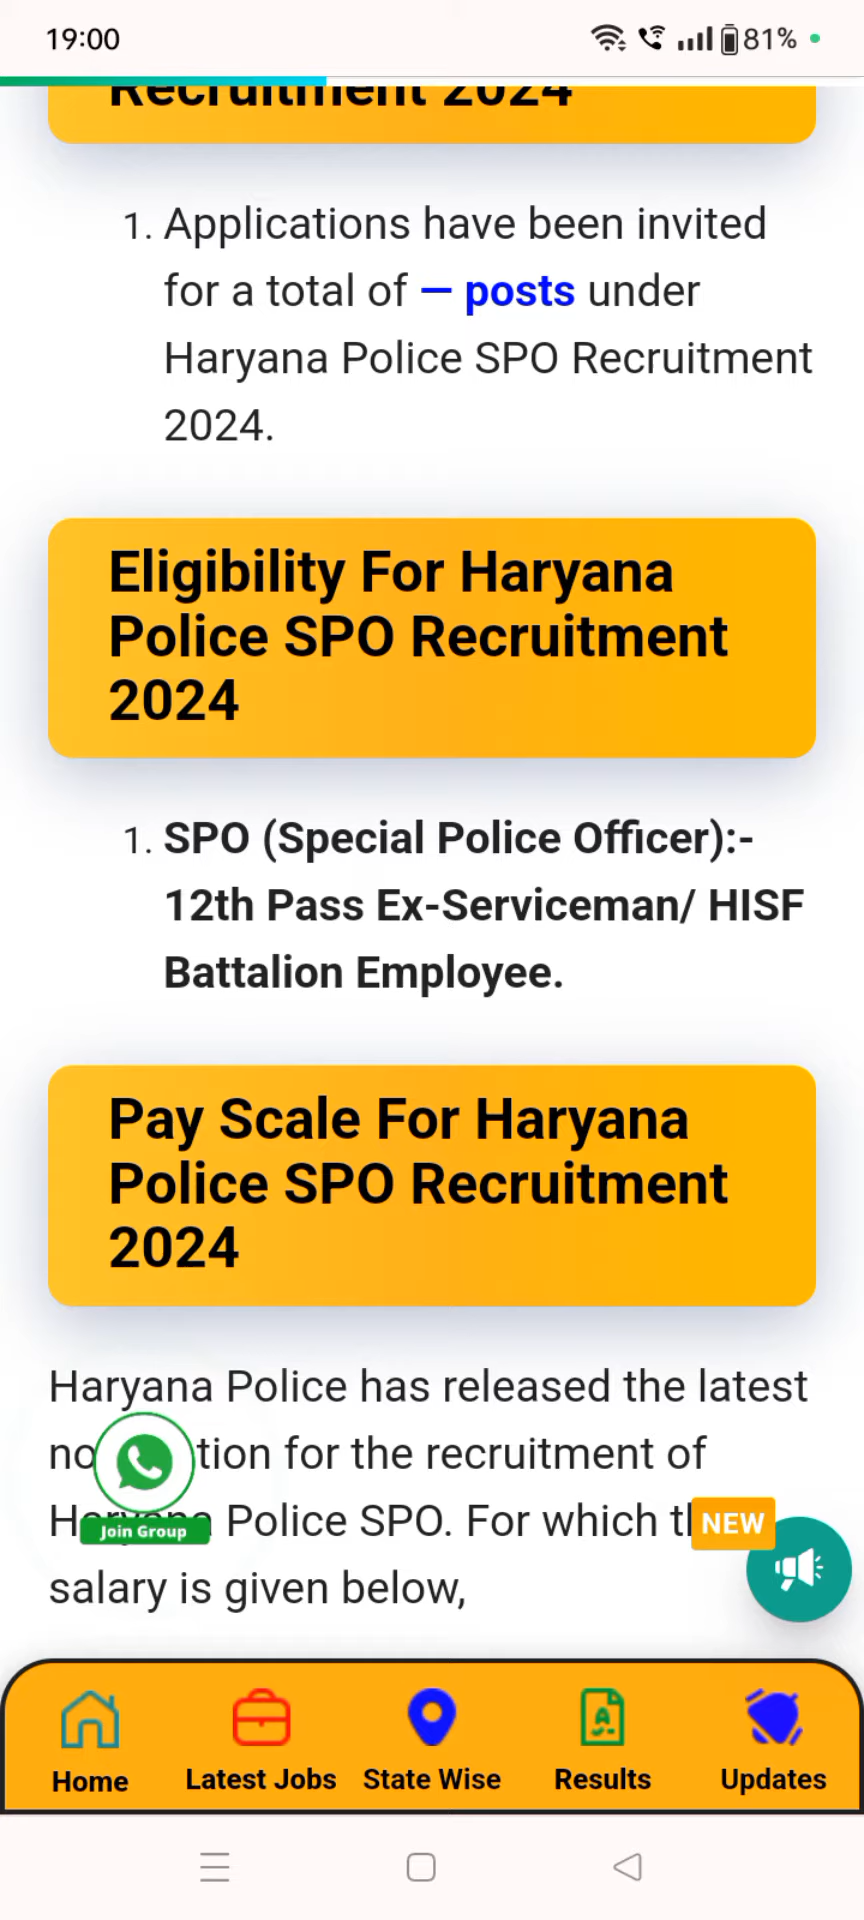 19:00
81%
Recruitment 2024
1. Applications have been invited
for a total of — posts under
Haryana Police SPO Recruitment
2024.
Eligibility For Haryana
Police SPO Recruitment
2024
1. SPO (Special Police Officer):-
12th Pass Ex-Serviceman/ HISF
Battalion Employee.
Pay Scale For Haryana
Police SPO Recruitment
2024
Haryana Police has released the latest
tion for the recruitment of
Haryana Police SPO. For which
NEW
Join Group
salary is given below,
Home
Latest Jobs
State Wise
Results
Updates